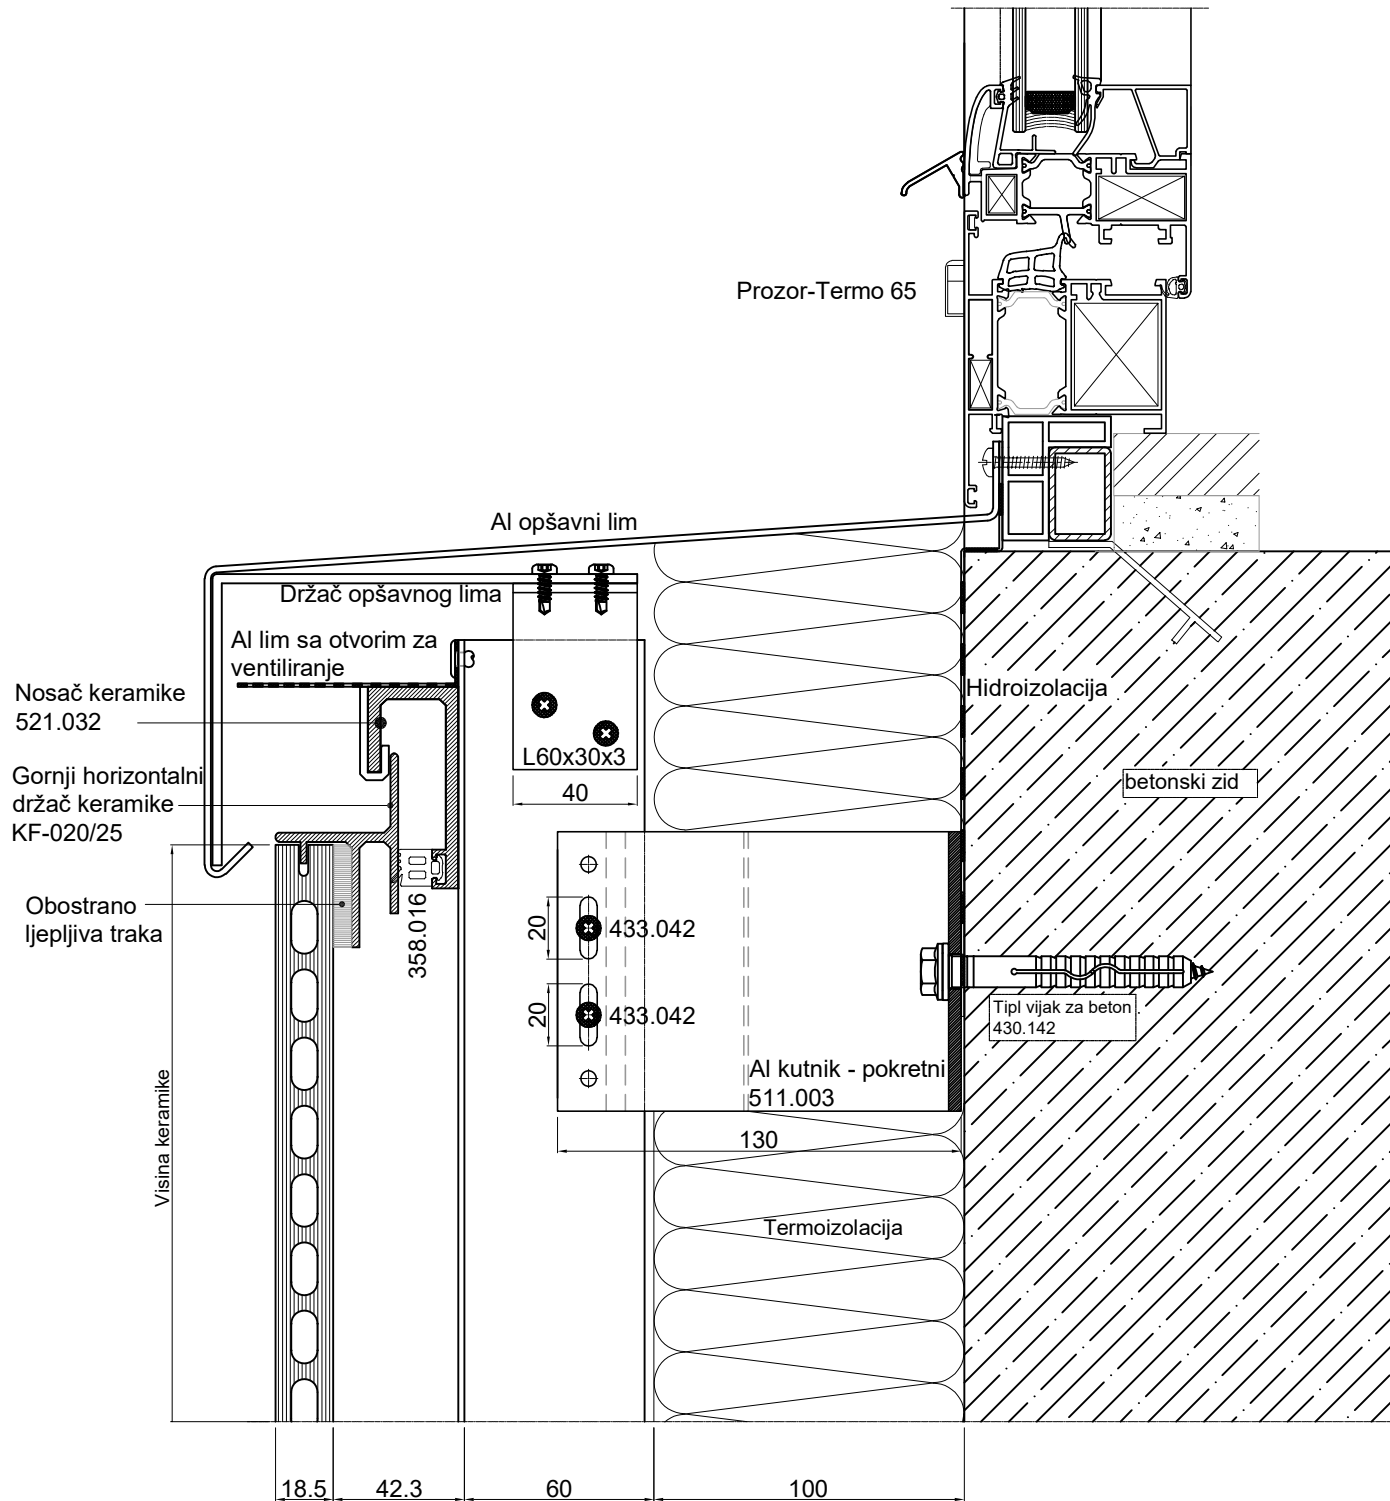 Prozor-Termo 65
Al opšavni lim
Držač opšavnog lima
Al lim sa otvorim za
ventiliranje
Nosač keramike
521.032
Hidroizolacija
L60x30x3
40
Gornji horizontalni
držač keramike
KF-020/25
betonski zid
Obostrano
ljepljiva traka
358.016
20
433.042
20
433.042
Tipl vijak za beton
430.142
Al kutnik - pokretni
511.003
130
Visina keramike
Termoizolacija
18.5
42.3
60
100